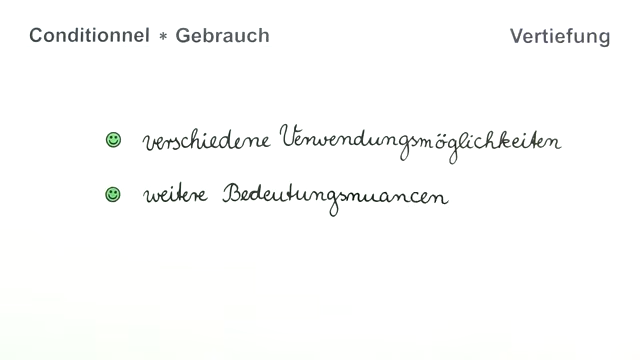 Conditionnel * Gebrauch Vertiefung
verschiedene Verwendungsmöglichkeiten
weitere Bedeutungsnuancen